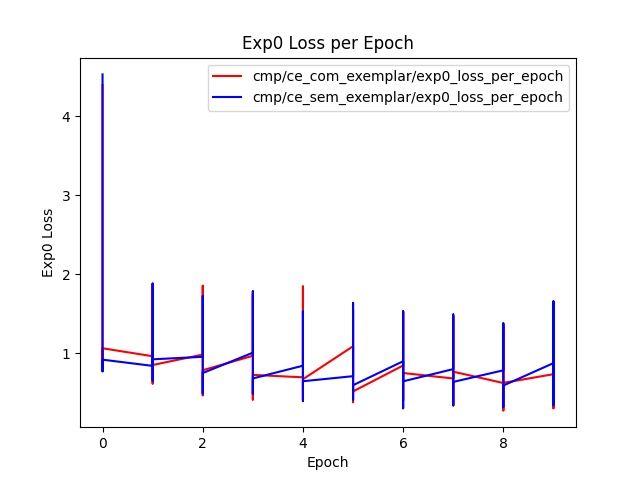 Exp0 Loss per Epoch
cmp/ce_com_exemplar/exp0_loss_per_epoch
cmp/ce_sem_exemplar/exp0_loss_per_epoch
Exp0 Loss
4
3
2
1
0 2 4 6 8
Epoch